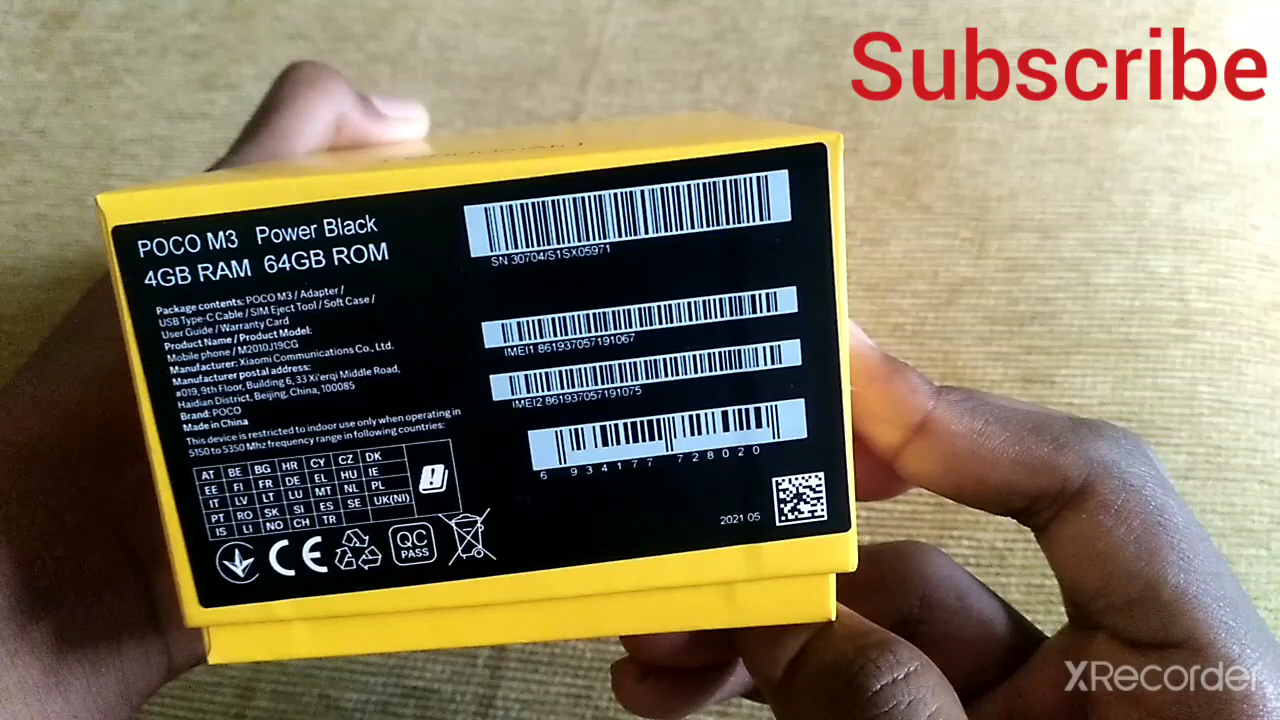 Subscribe
POCO M3 Power Black
4GB RAM 64GB ROM
Package contents: POCO M3 / Adapter /
USB Type-C Cable / SIM Eject Tool / Soft Case /
User Guide / Warranty Card
Product Name / Product Model:
Mobile phone / M2010J19CG
Manufacturer: Xiaomi Communications Co., Ltd.
Manufacturer postal address:
#019, 9th Floor, Building 6, 33 Xi'erqi Middle Road,
Haidian District, Beijing, China, 100085
Brand: POCO
Made in China
This device is restricted to indoor use only when operating in
5150 to 5350 Mhz frequency range in following countries:
AT BE BG HR CY CZ DK
EE FI FR DE EL HU IE
IT LV LT LU MT NL PL
PT RO SK SI ES SE UK(NI)
IS LI NO CH TR
CE
QC
PASS
SN 30704/S1SX05971
IMEI1 861937057191067
IMEI2 861937057191075
6 934177 728020
2021 05
XRecorder